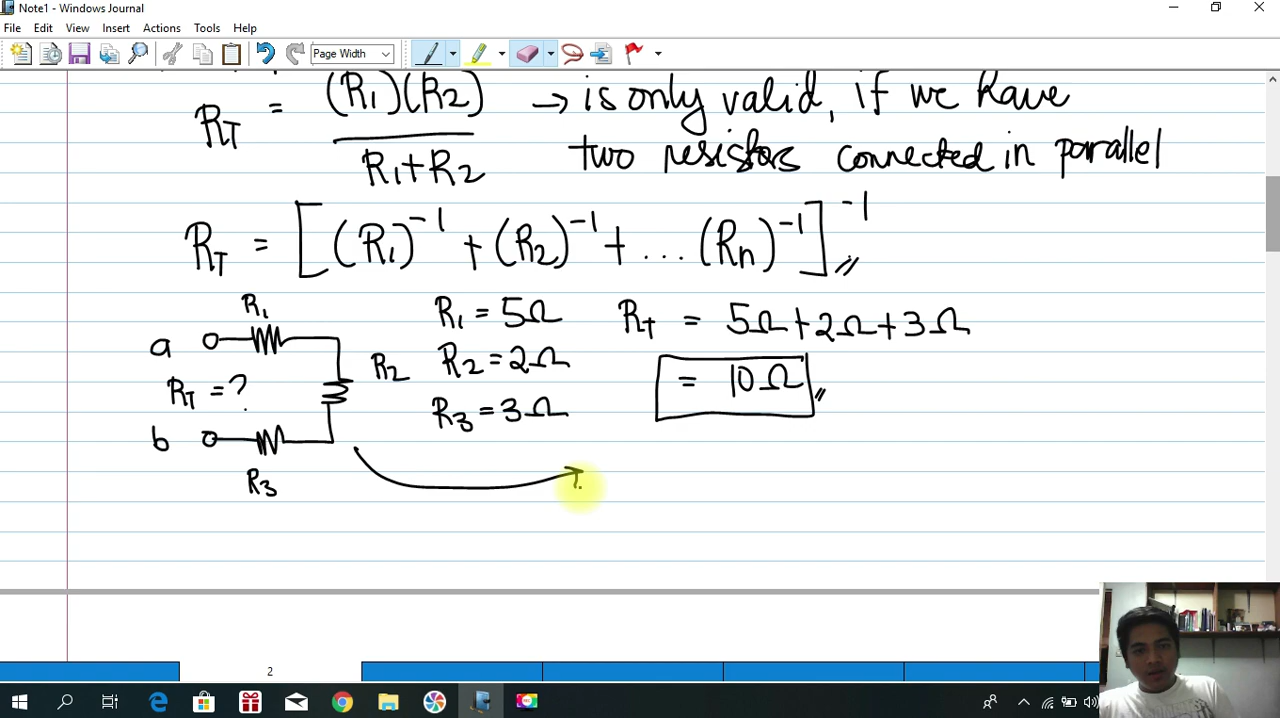 Note1 - Windows Journal
File Edit View Insert Actions Tools Help
Page Width
RT = (R1)(R2) → is only valid, if we have
R1+R2 two resistors connected in parallel
RT = [(R1)^-1 + (R2)^-1 + ... (Rn)^-1]^-1
R1 R1 = 5Ω RT = 5Ω+2Ω+3Ω
a
R2 R2 = 2Ω = 10Ω
RT = ?
R3 = 3Ω
b
R3
2